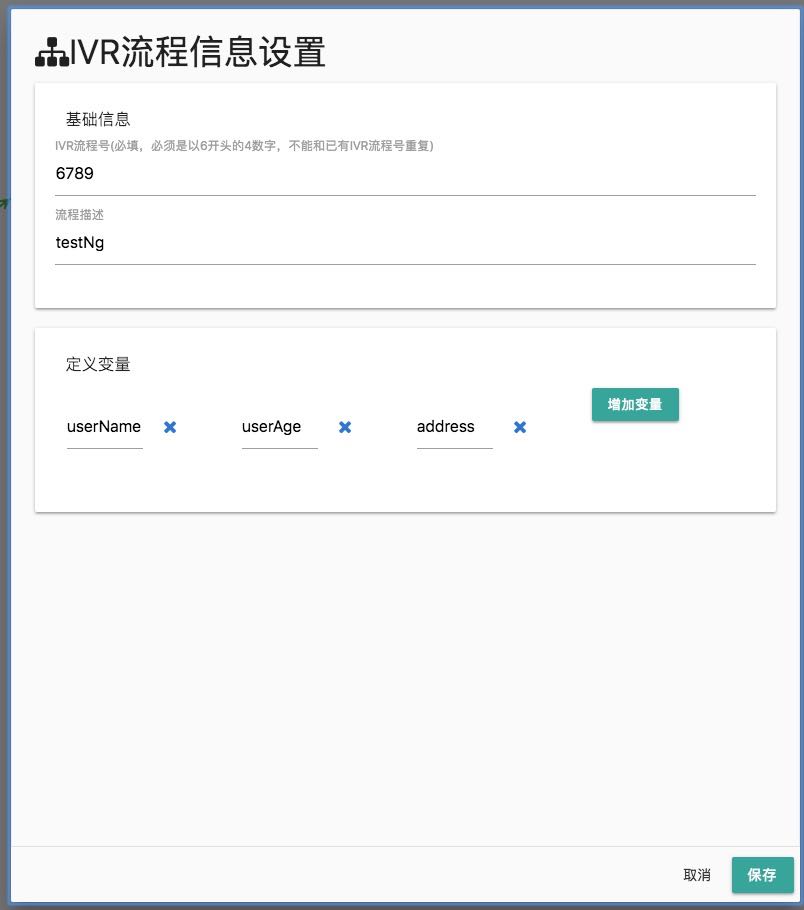 IVR流程信息设置
基础信息
IVR流程号(必填，必须是以6开头的4数字，不能和已有IVR流程号重复)
6789
流程描述
testNg
定义变量
增加变量
userName userAge address
取消 保存